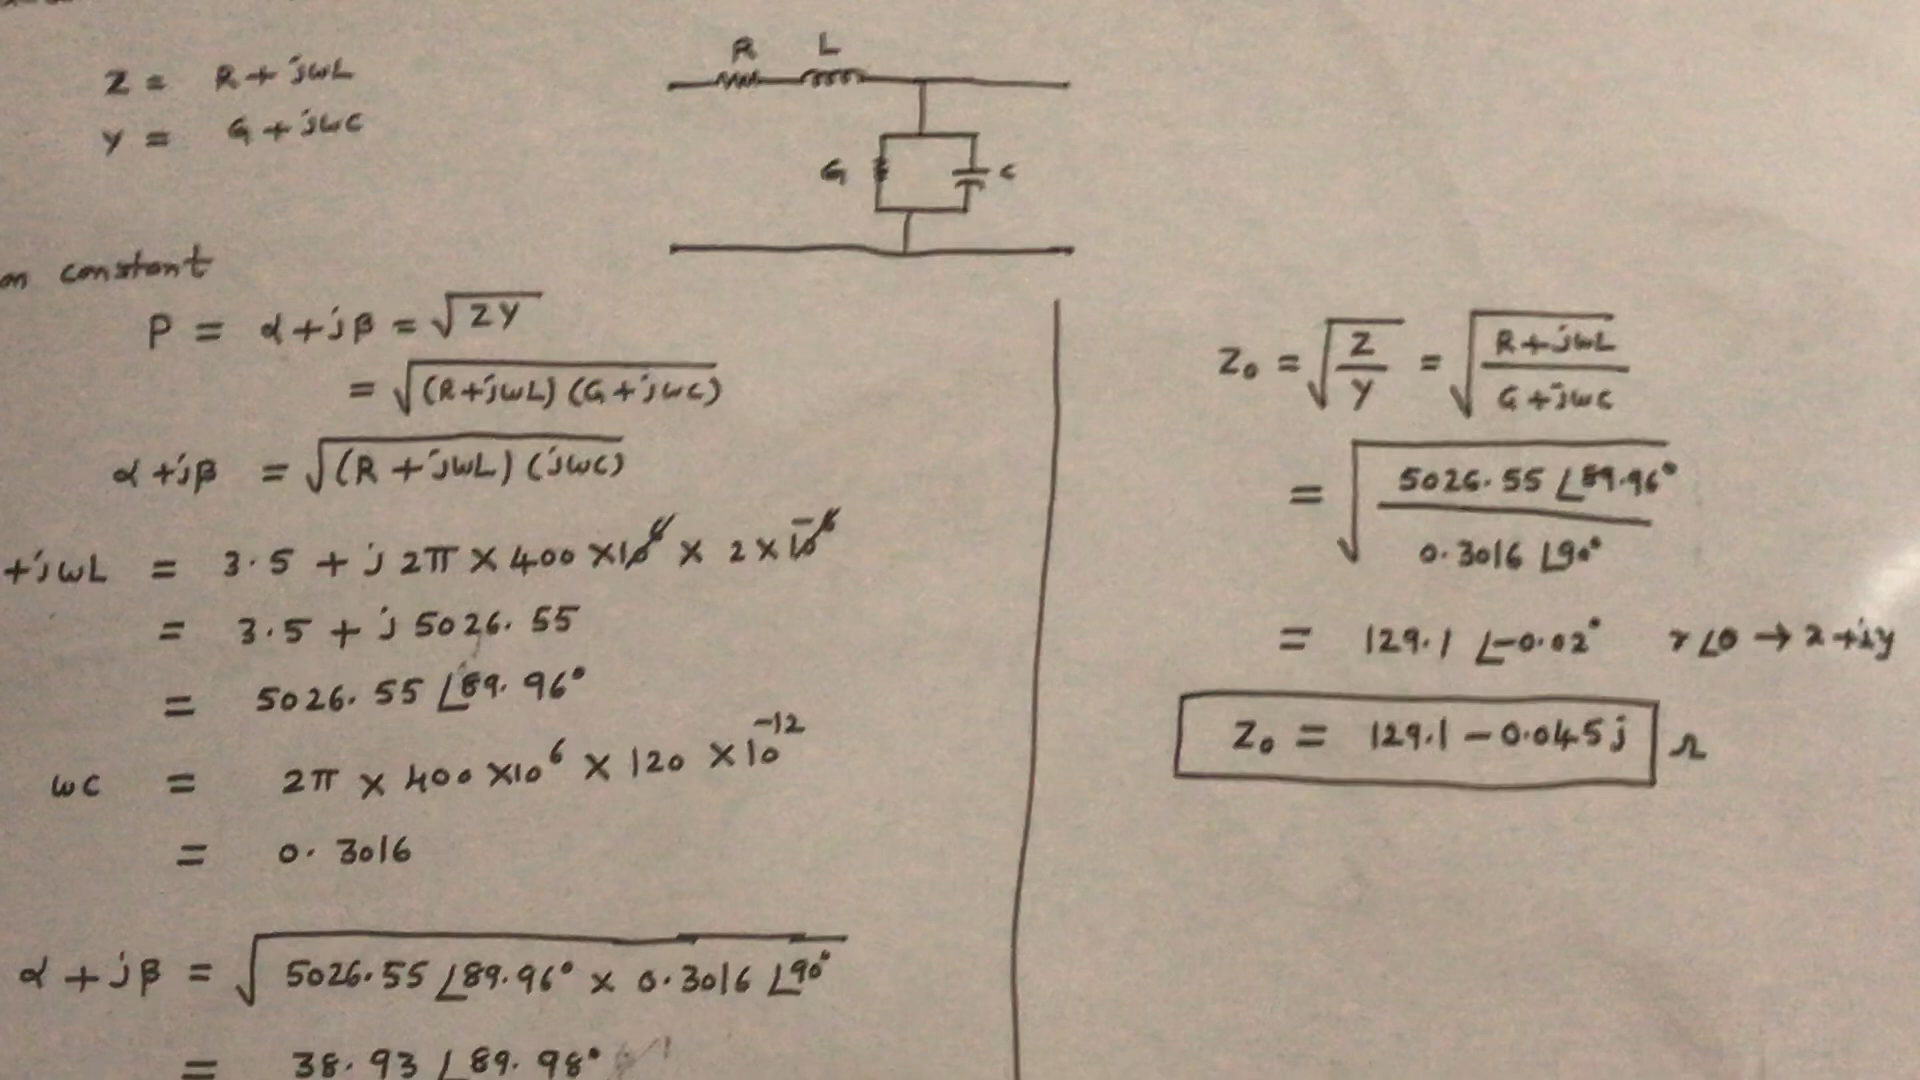 Z = R + jωL
Y = G + jωC
R L
G C
on constant
P = α + jβ = √ZY
= √(R+jωL) (G+jωC)
α + jβ = √(R + jωL) (jωC)
+jωL = 3.5 + j 2π × 400 × 10⁶ × 2 × 10⁻⁶
= 3.5 + j 5026.55
= 5026.55 ∠89.96°
ωC = 2π × 400 × 10⁶ × 120 × 10⁻¹²
= 0.3016
α + jβ = √5026.55 ∠89.96° × 0.3016 ∠90°
= 38.93 ∠89.98°
Z₀ = √Z/Y = √R+jωL/G+jωC
= √5026.55 ∠89.96°/0.3016 ∠90°
= 129.1 ∠-0.02° r∠θ → x+iy
Z₀ = 129.1 – 0.045j Ω